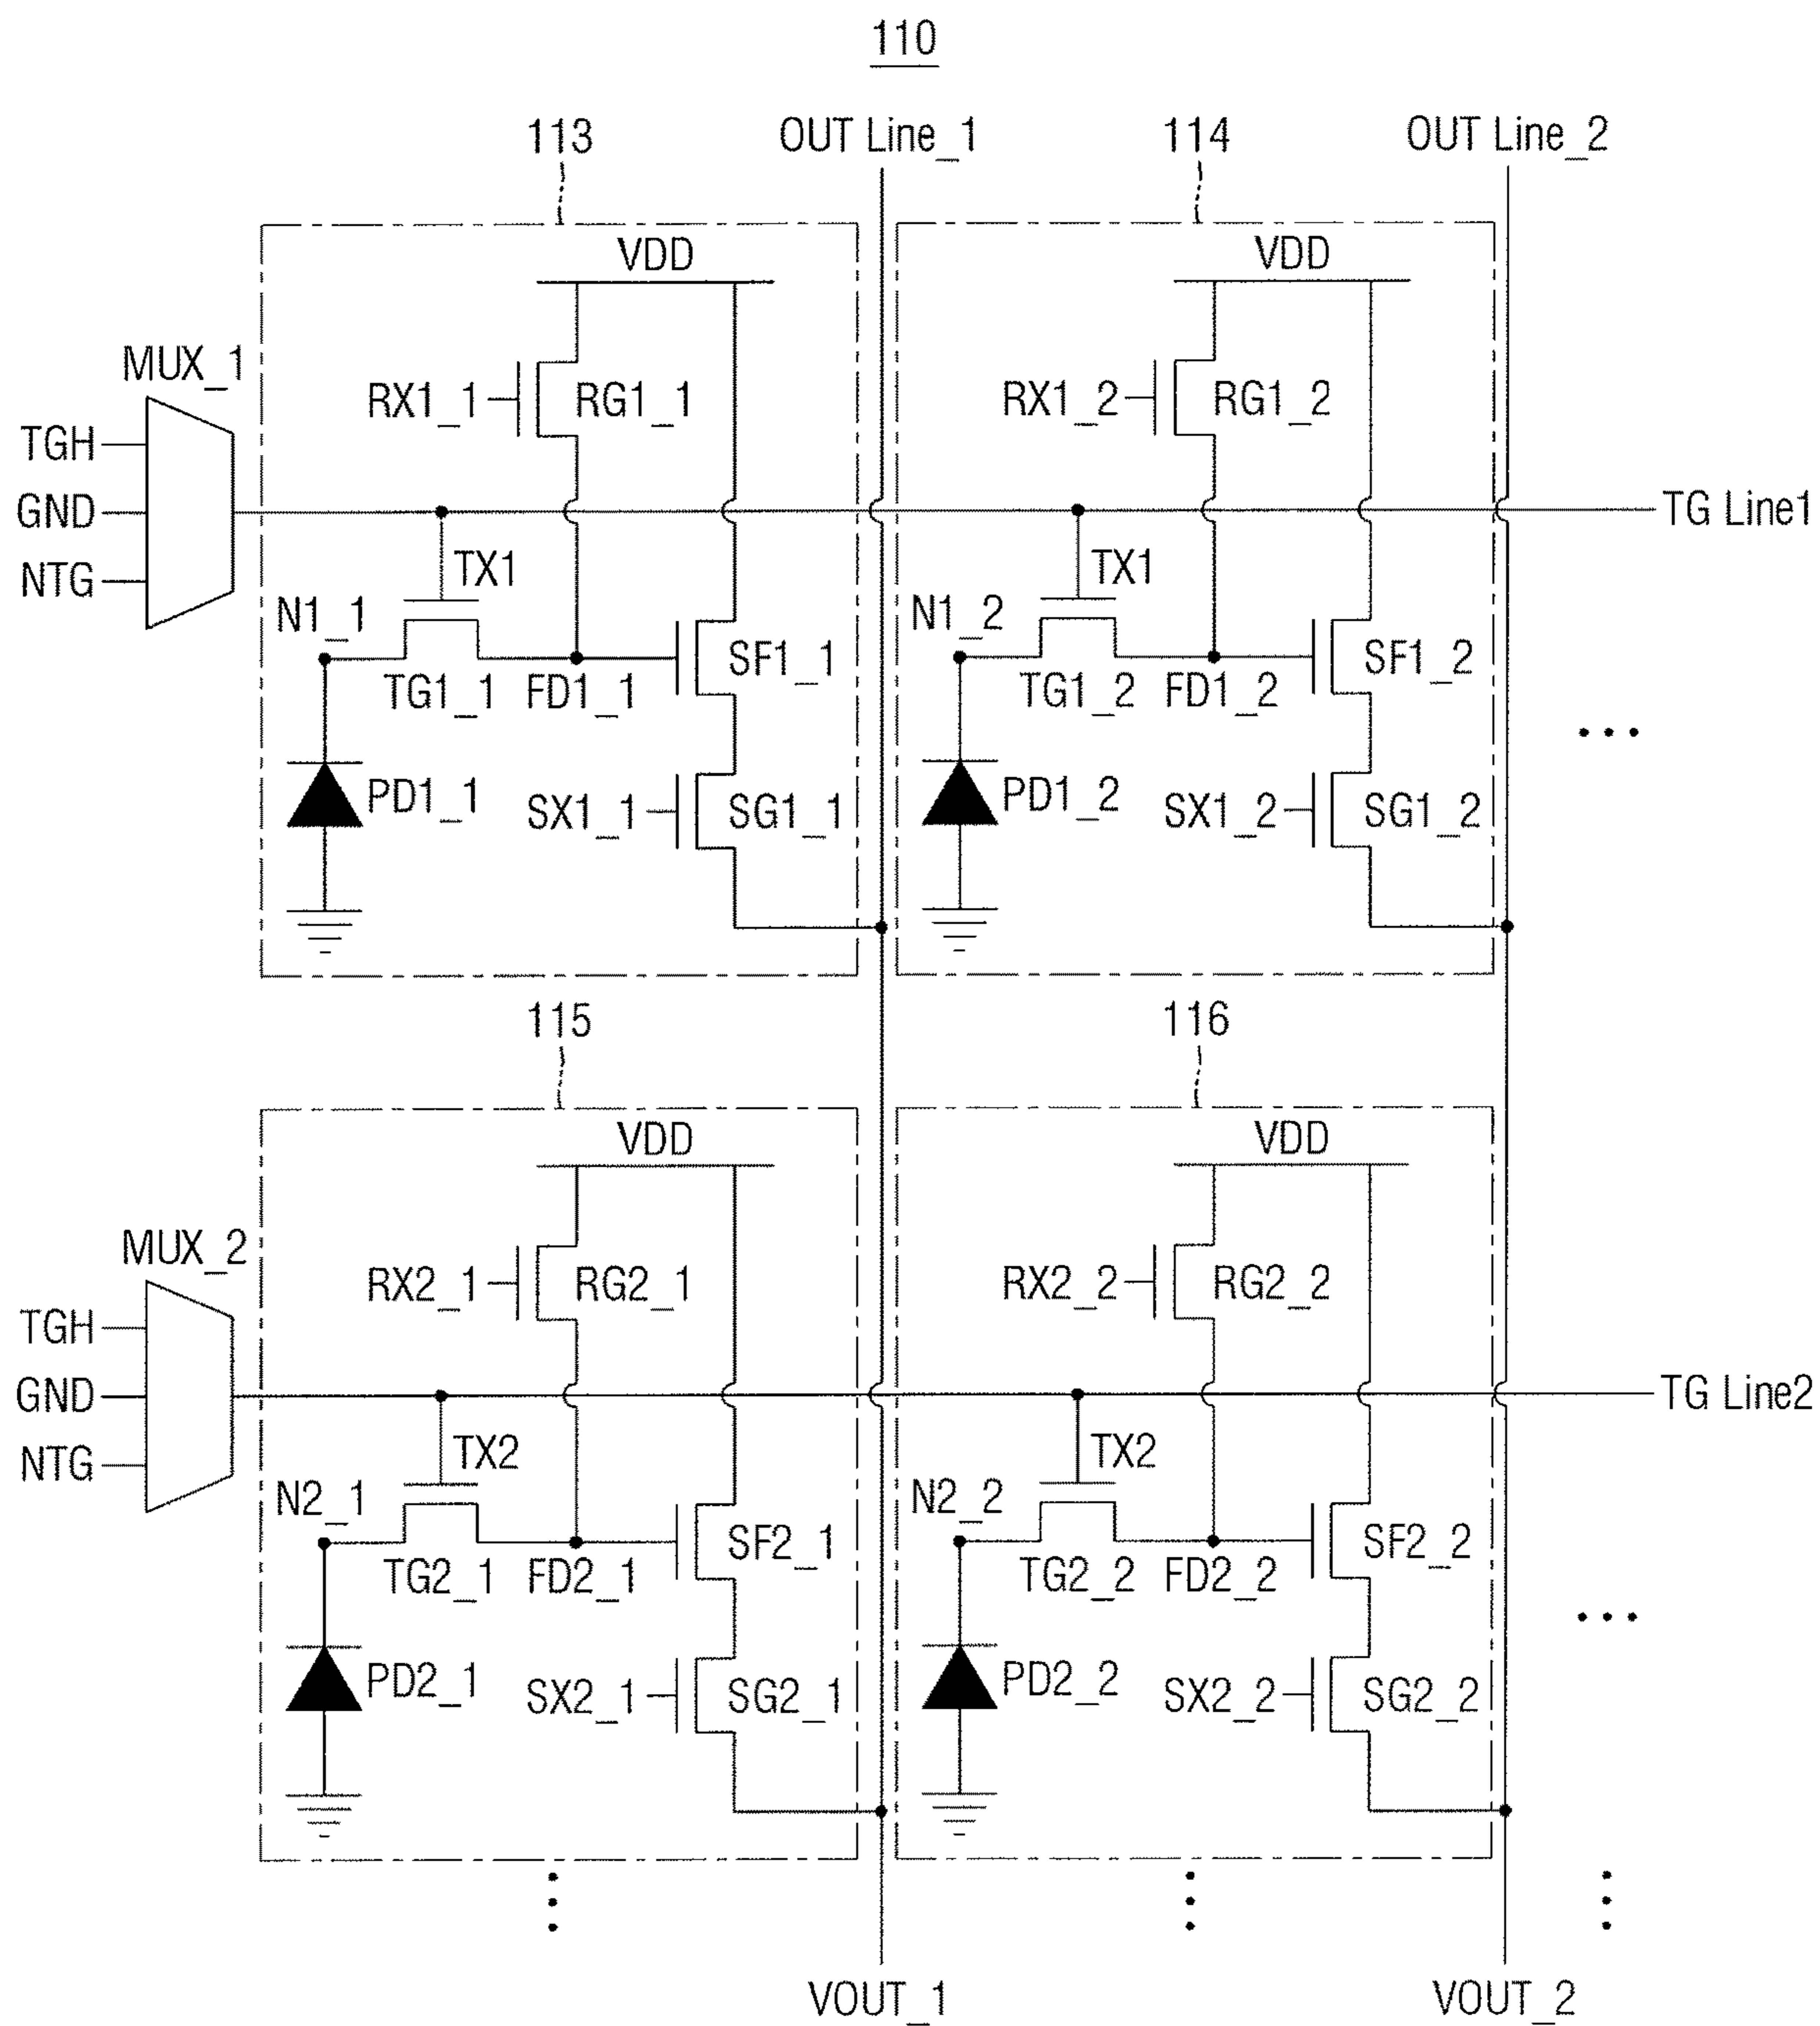 110
113
OUT Line_1
114
OUT Line_2
VDD
VDD
MUX_1
RX1_1
RG1_1
RX1_2
RG1_2
TGH
GND
NTG
TG Line1
TX1
TX1
N1_1
N1_2
TG1_1
FD1_1
SF1_1
TG1_2
FD1_2
SF1_2
PD1_1
SX1_1
SG1_1
PD1_2
SX1_2
SG1_2
115
116
VDD
VDD
MUX_2
RX2_1
RG2_1
RX2_2
RG2_2
TGH
GND
NTG
TG Line2
TX2
TX2
N2_1
N2_2
TG2_1
FD2_1
SF2_1
TG2_2
FD2_2
SF2_2
PD2_1
SX2_1
SG2_1
PD2_2
SX2_2
SG2_2
VOUT_1
VOUT_2